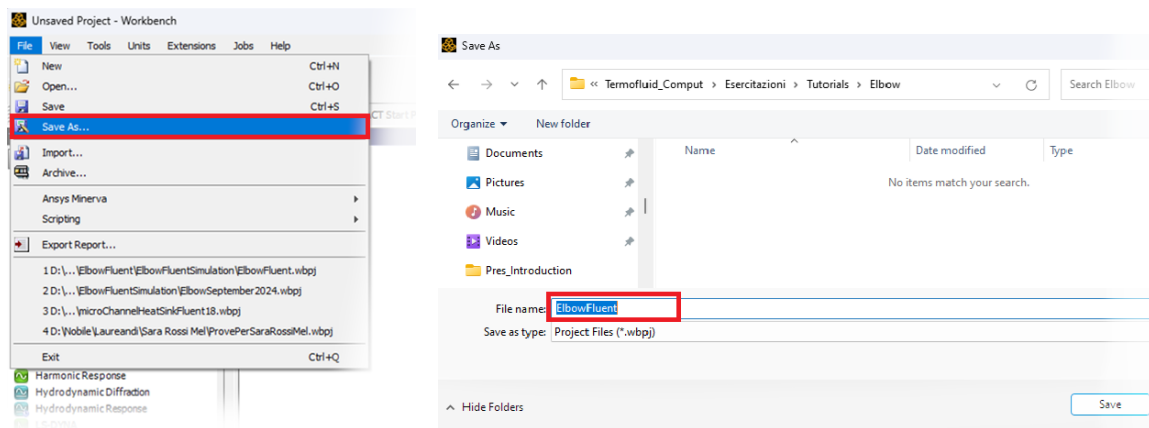 Unsaved Project - Workbench
File View Tools Units Extensions Jobs Help
New Ctrl+N
Open... Ctrl+O
Save Ctrl+S
Save As...
CT Start P
Import...
Archive...
Ansys Minerva
Scripting
Export Report...
1 D:\...\ElbowFluent\ElbowFluentSimulation\ElbowFluent.wbpj
2 D:\...\ElbowFluentSimulation\ElbowSeptember2024.wbpj
3 D:\...\microChannelHeatSinkFluent18.wbpj
4 D:\Nobile\Laureandi\Sara Rossi Mel\ProvePerSaraRossiMel.wbpj
Exit Ctrl+Q
Harmonic Response
Hydrodynamic Diffraction
Hydrodynamic Response
LS-DYNA
Save As
« Termofluid_Comput > Esercitazioni > Tutorials > Elbow
Search Elbow
Organize New folder
Documents
Pictures
Music
Videos
Pres_Introduction
Name Date modified Type
No items match your search.
File name: ElbowFluent
Save as type: Project Files (*.wbpj)
Hide Folders
Save